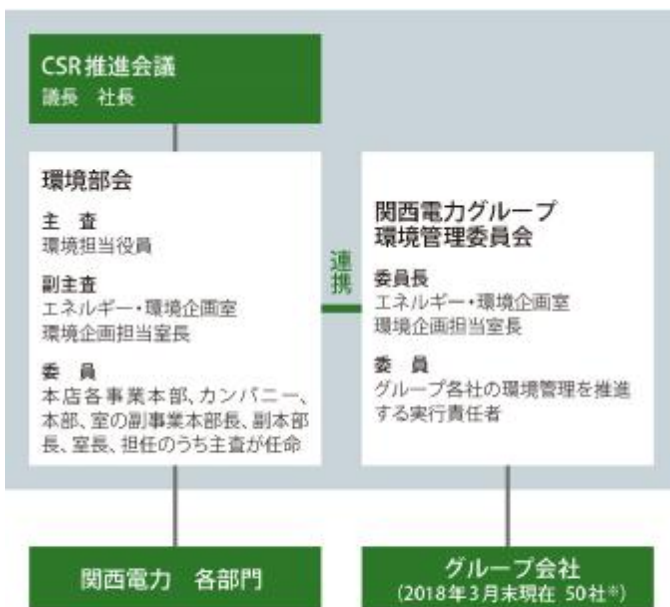 CSR推進会議
議長　社長
環境部会
主　査
環境担当役員
副主査
エネルギー・環境企画室
環境企画担当室長
委　員
本店各事業本部、カンパニー、
本部、室の副事業本部長、副本部
長、室長、担任のうち主査が任命
連携
関西電力グループ
環境管理委員会
委員長
エネルギー・環境企画室
環境企画担当室長
委　員
グループ各社の環境管理を推進
する実行責任者
関西電力　各部門
グループ会社
(2018年3月末現在 50社※)